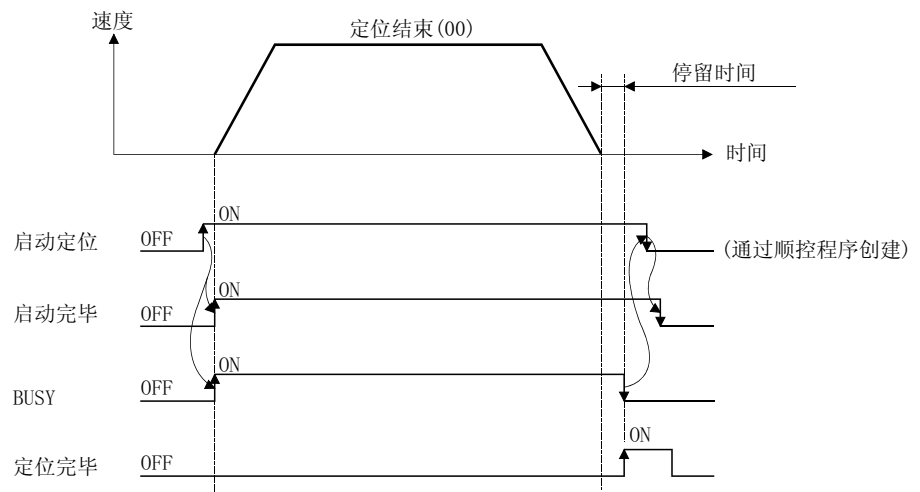 速度
定位结束(00)
停留时间
时间
ON
启动定位
OFF
(通过顺控程序创建)
ON
启动完毕
OFF
ON
BUSY
OFF
ON
定位完毕
OFF